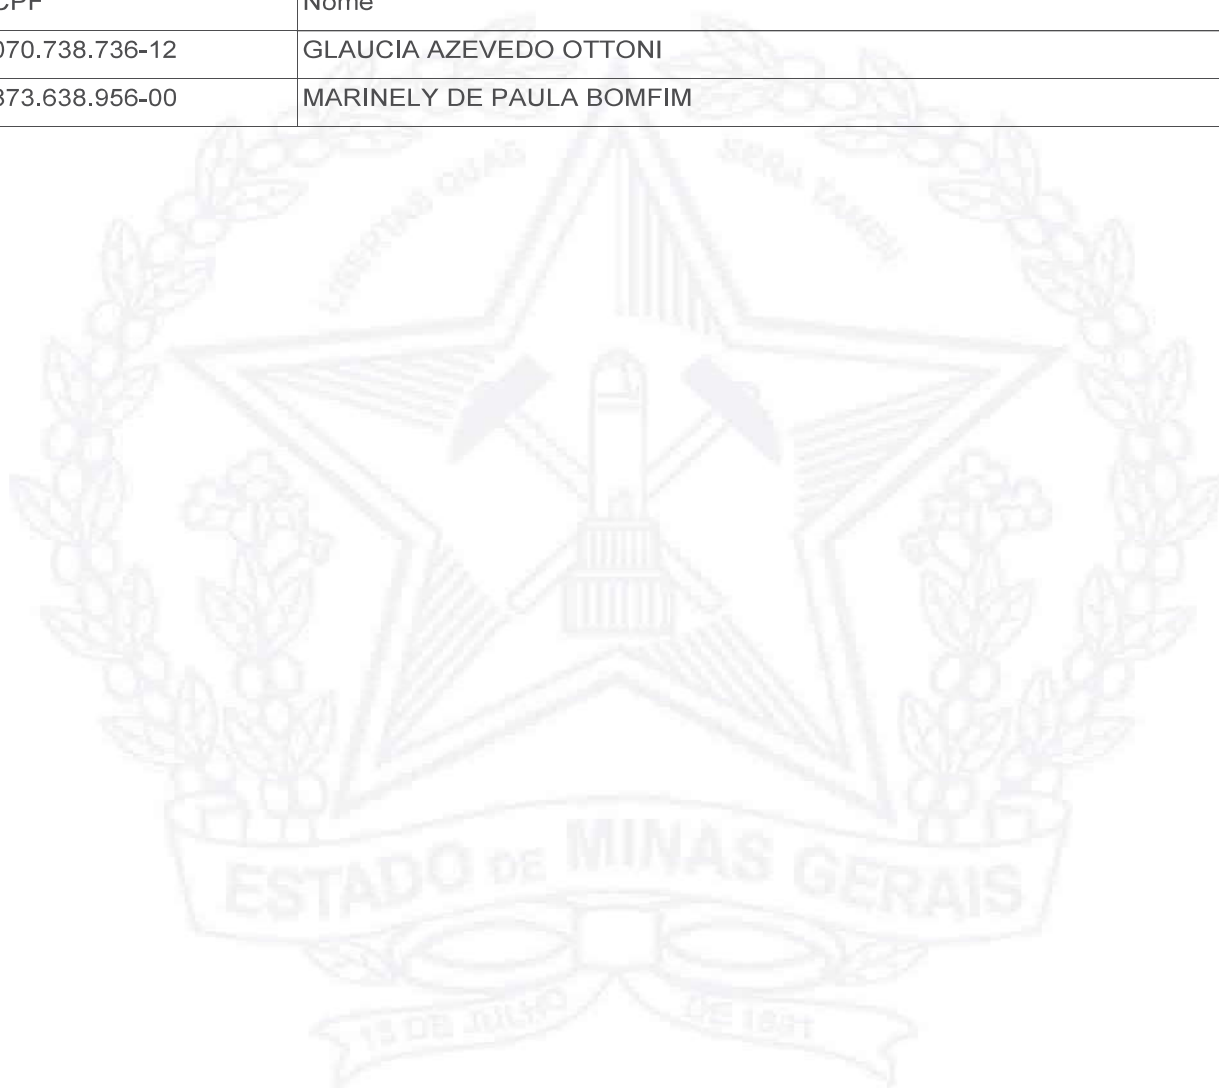 CPF Nome
070.738.736-12 GLAUCIA AZEVEDO OTTONI
873.638.956-00 MARINELY DE PAULA BOMFIM
LIBERTAS QUAE SERA TAMEN
ESTADO DE MINAS GERAIS
15 DE JULHO DE 1891